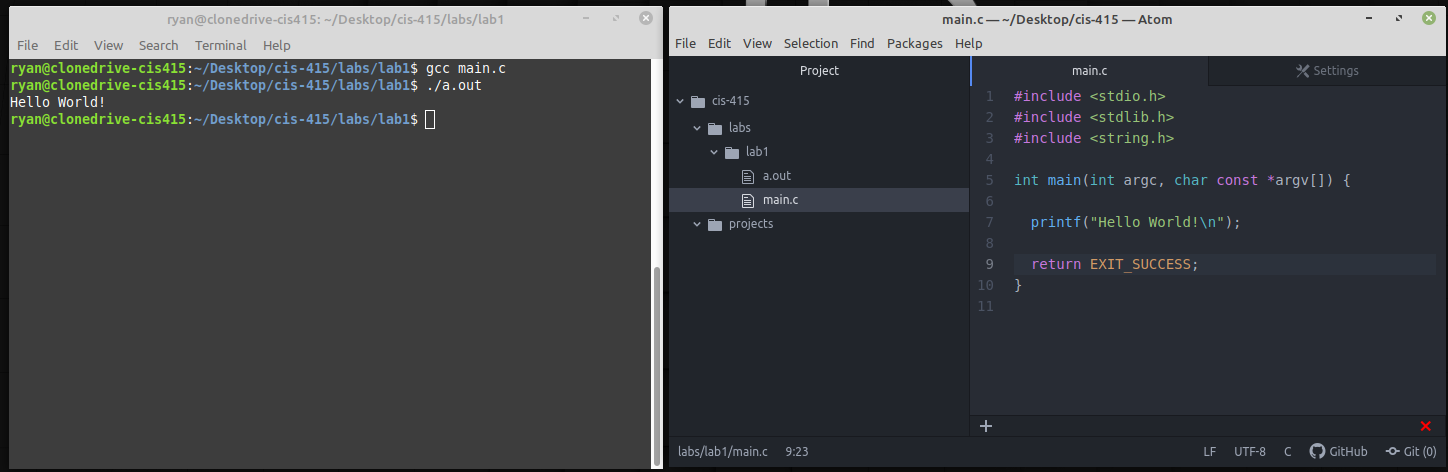 ryan@clonedrive-cis415: ~/Desktop/cis-415/labs/lab1
File Edit View Search Terminal Help
ryan@clonedrive-cis415:~/Desktop/cis-415/labs/lab1$ gcc main.c
ryan@clonedrive-cis415:~/Desktop/cis-415/labs/lab1$ ./a.out
Hello World!
ryan@clonedrive-cis415:~/Desktop/cis-415/labs/lab1$
main.c — ~/Desktop/cis-415 — Atom
File Edit View Selection Find Packages Help
Project
cis-415
labs
lab1
a.out
main.c
projects
main.c
Settings
1 #include <stdio.h>
2 #include <stdlib.h>
3 #include <string.h>
4
5 int main(int argc, char const *argv[]) {
6
7   printf("Hello World!\n");
8
9   return EXIT_SUCCESS;
10 }
11
labs/lab1/main.c 9:23 LF UTF-8 C GitHub Git (0)